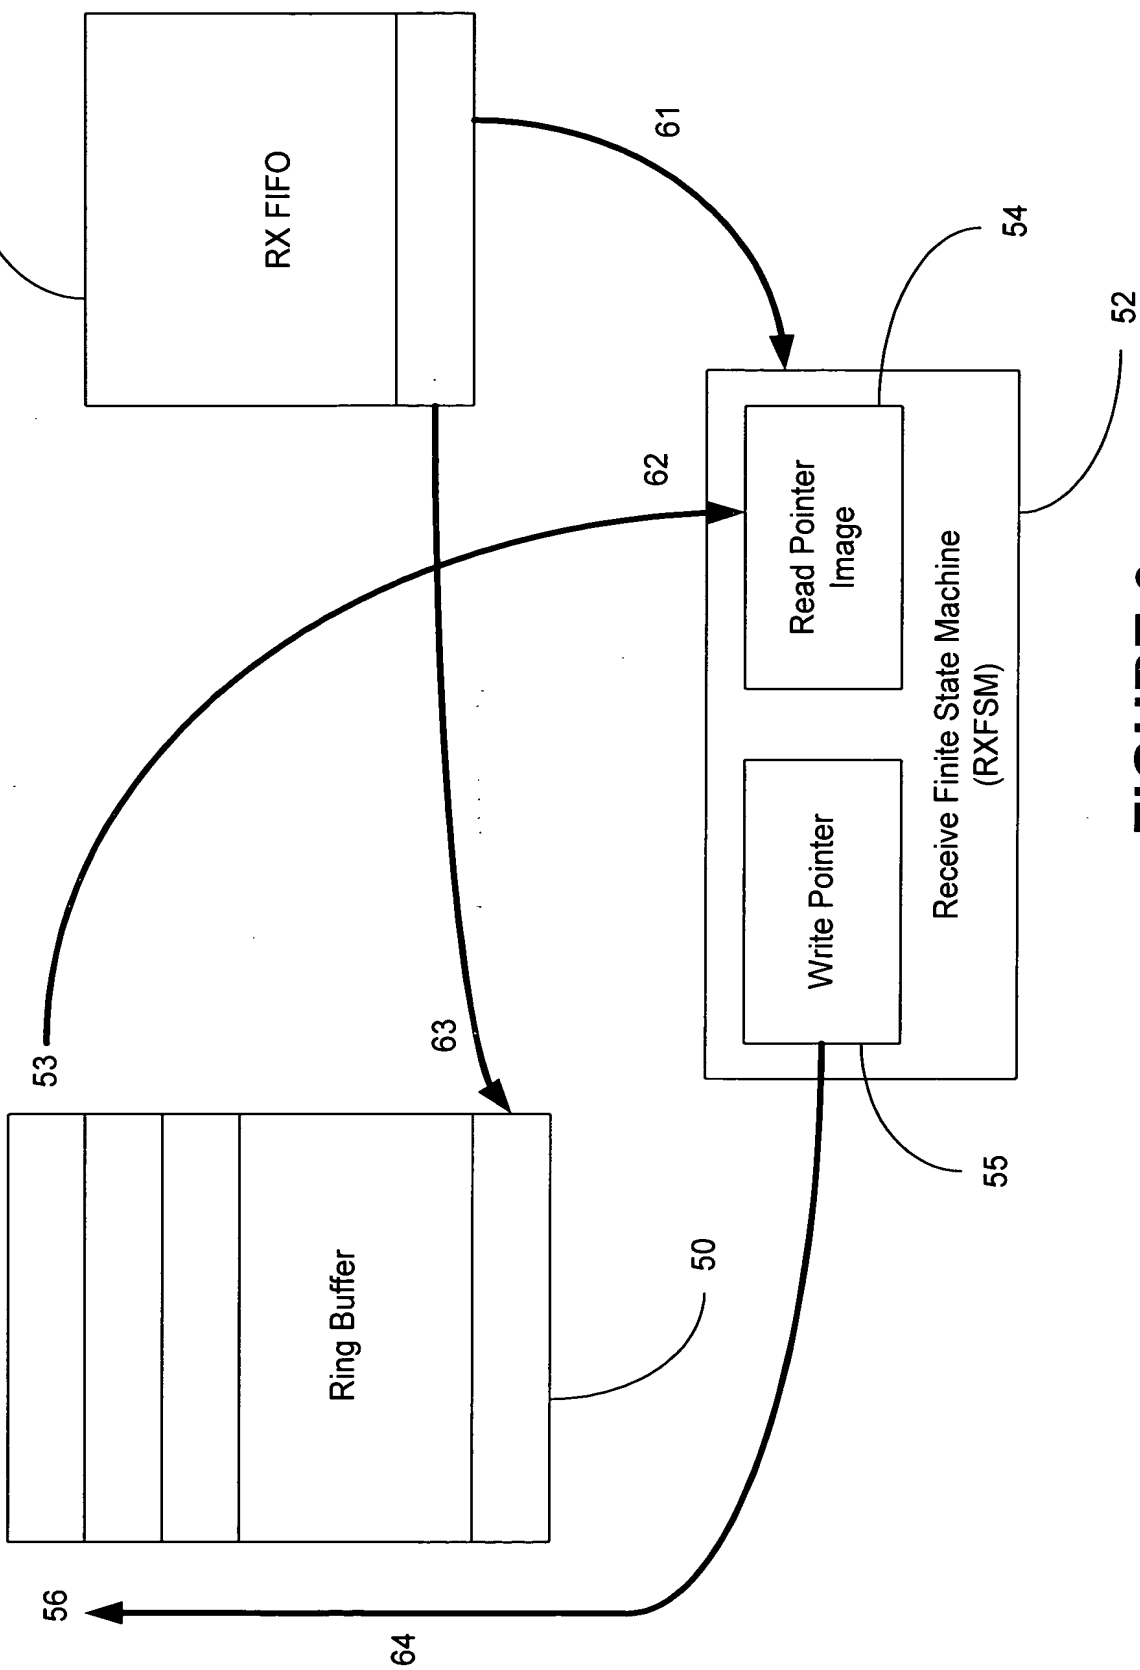 56
53
RX FIFO
Ring Buffer
64
63
62
61
50
Write Pointer
Read Pointer
Image
Receive Finite State Machine
(RXFSM)
55
54
52
FIGURE